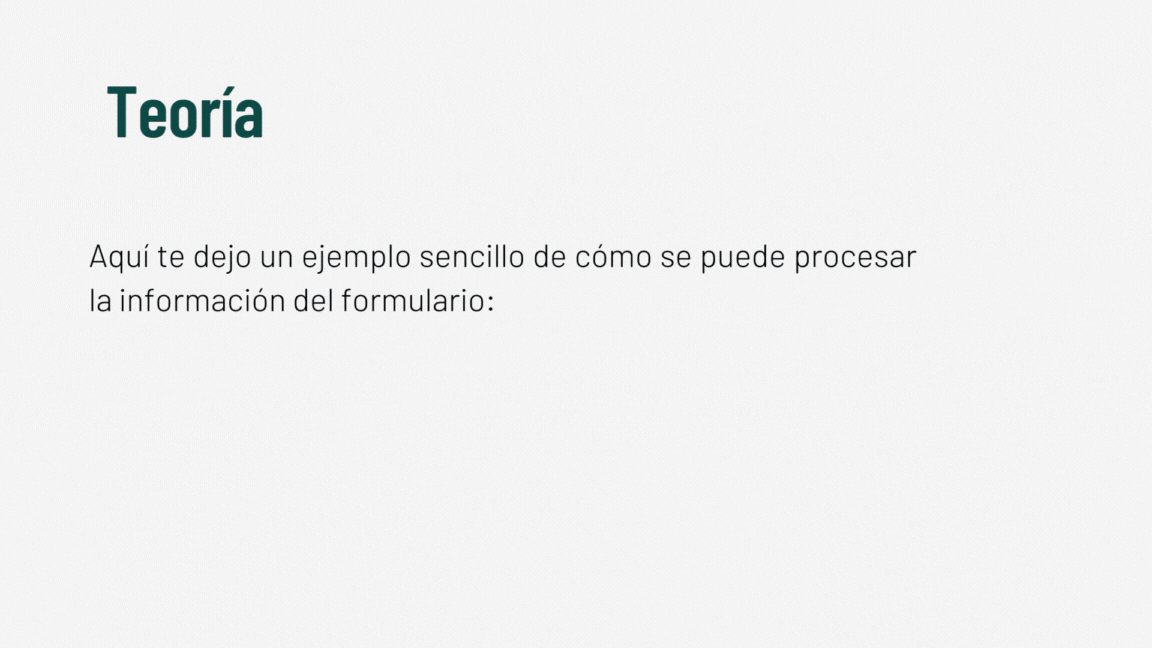 Teoría
Aquí te dejo un ejemplo sencillo de cómo se puede procesar
la información del formulario: